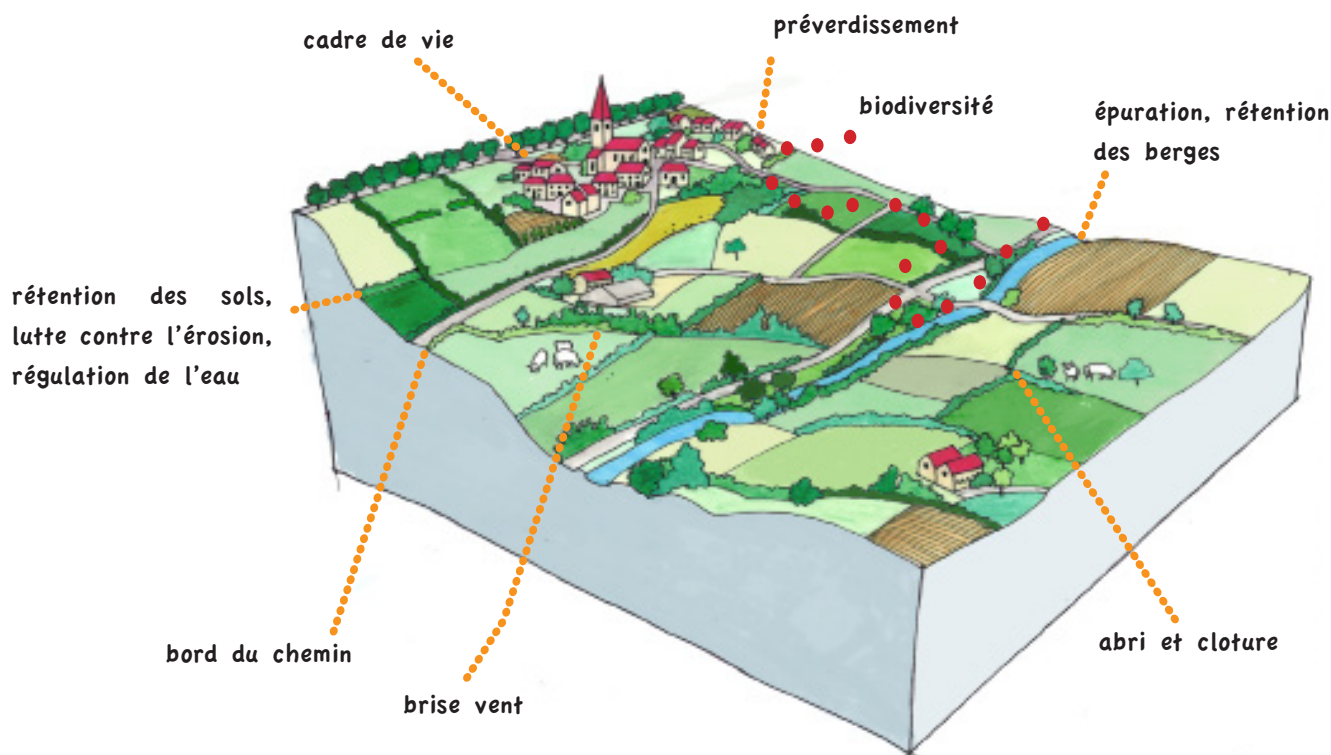 cadre de vie
préverdissement
biodiversité
épuration, rétention
des berges
rétention des sols,
lutte contre l'érosion,
régulation de l'eau
bord du chemin
brise vent
abri et cloture